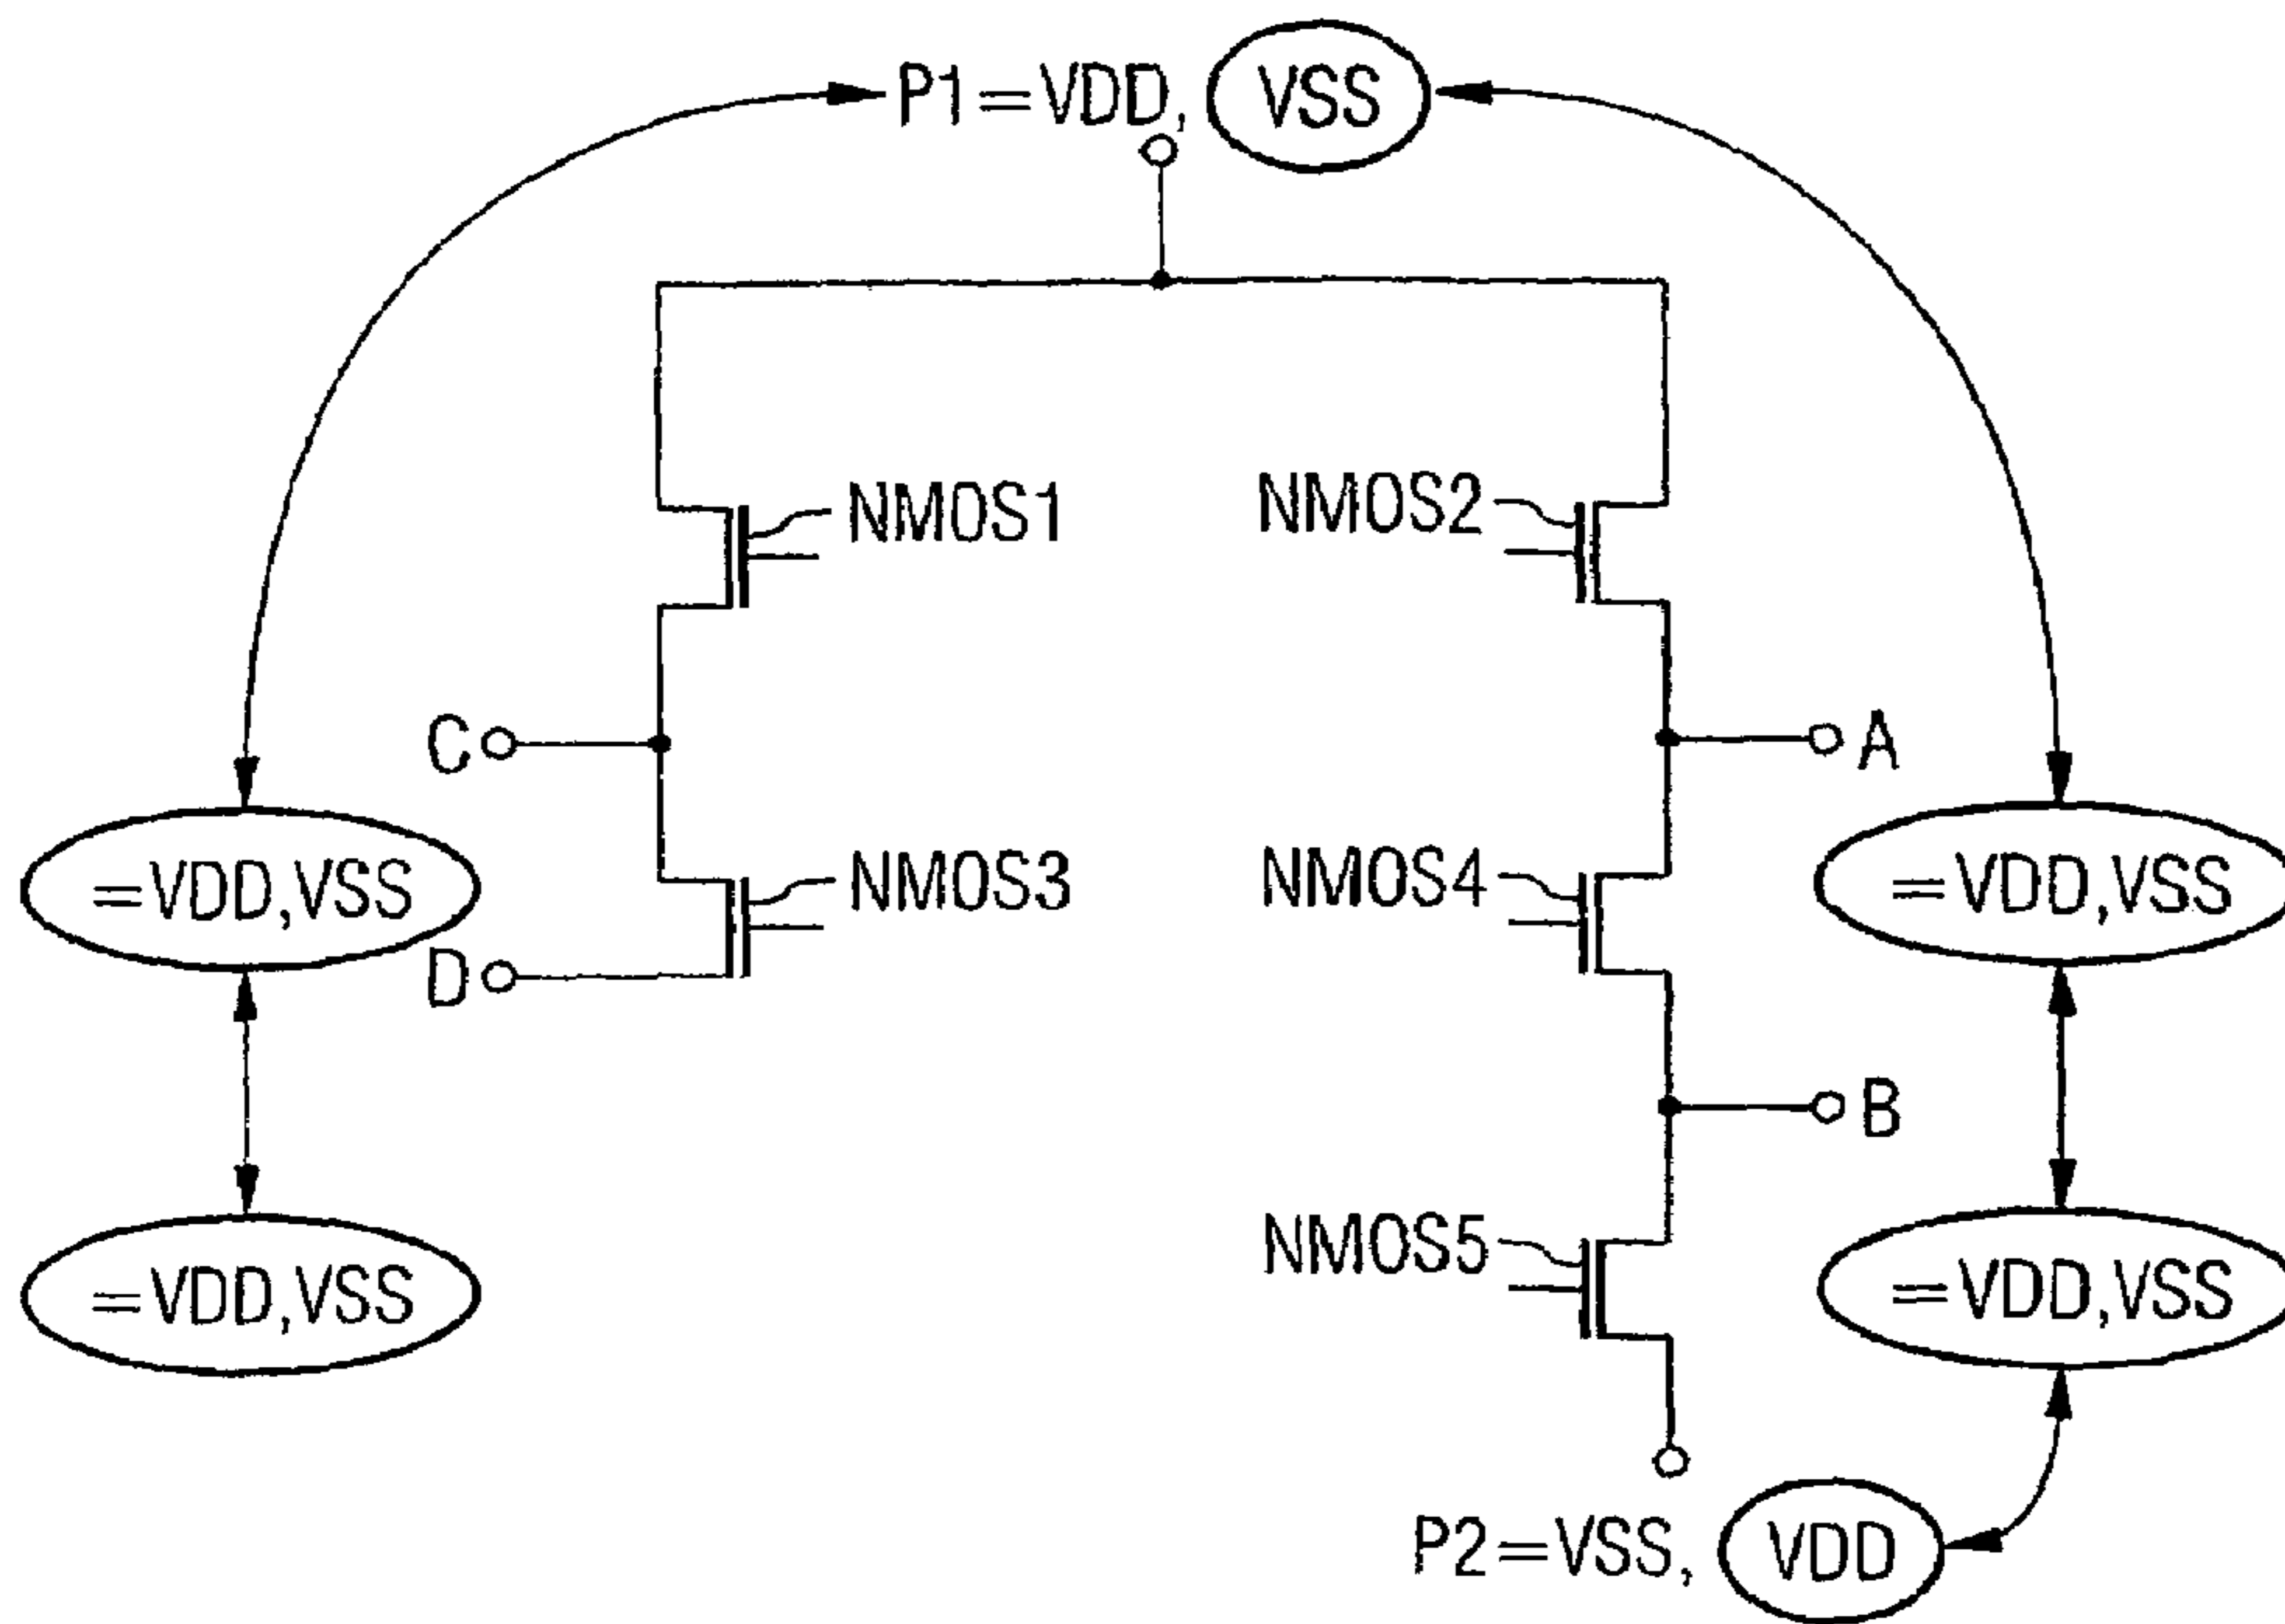 P1=VDD, VSS
NMOS1
NMOS2
C
A
=VDD,VSS
NMOS3
NMOS4
=VDD,VSS
D
B
NMOS5
=VDD,VSS
=VDD,VSS
P2=VSS, VDD